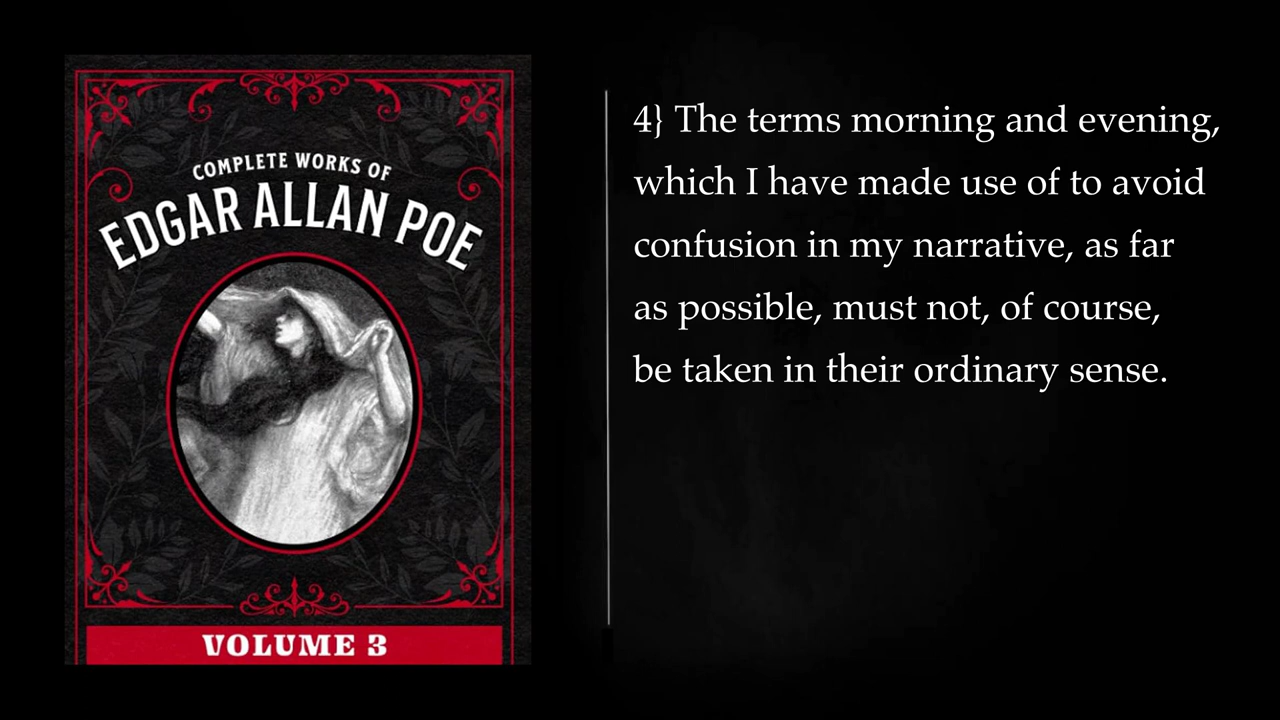 COMPLETE WORKS OF
EDGAR ALLAN POE
VOLUME 3
4} The terms morning and evening,
which I have made use of to avoid
confusion in my narrative, as far
as possible, must not, of course,
be taken in their ordinary sense.